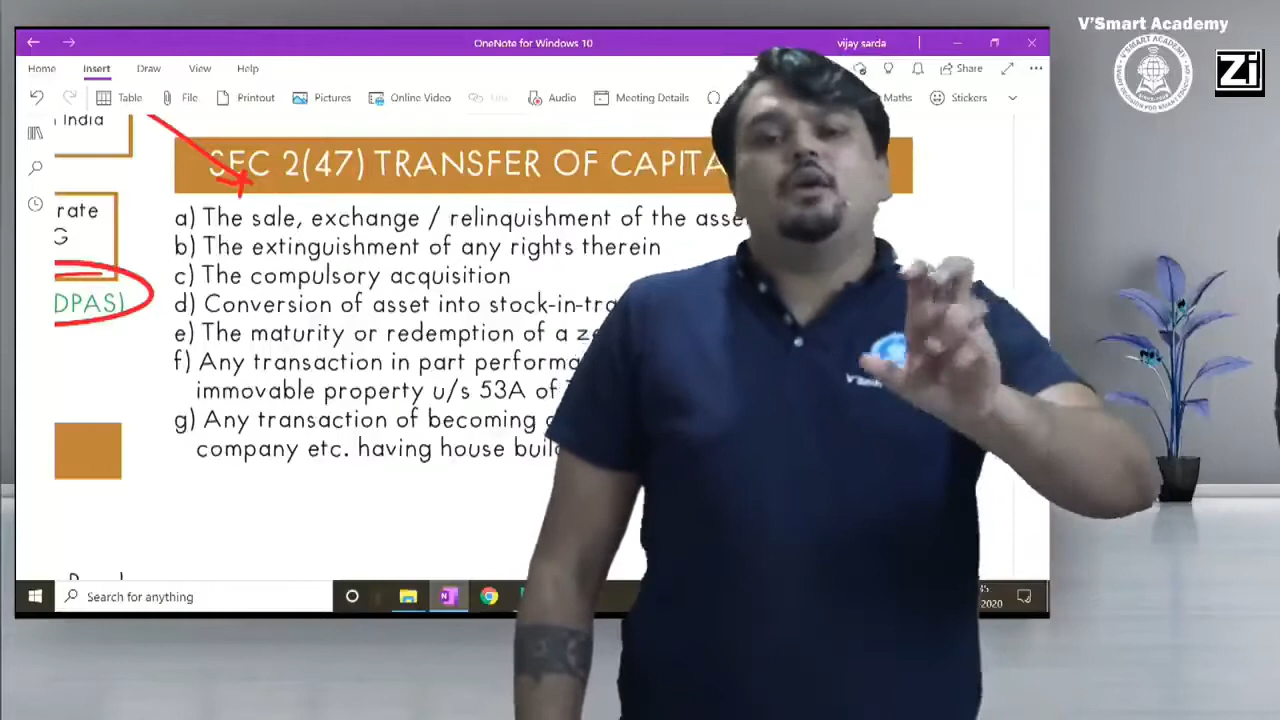 V'Smart Academy
OneNote for Windows 10
vijay sarda
Home Insert Draw View Help
Share
Table File Printout Pictures Online Video Link Audio Meeting Details Maths Stickers
India
SEC 2(47) TRANSFER OF CAPITA
rate
G
DPAS)
a) The sale, exchange / relinquishment of the asse
b) The extinguishment of any rights therein
c) The compulsory acquisition
d) Conversion of asset into stock-in-tra
e) The maturity or redemption of a ze
f) Any transaction in part performa
immovable property u/s 53A of
g) Any transaction of becoming
company etc. having house buil
Search for anything
2020
Zi